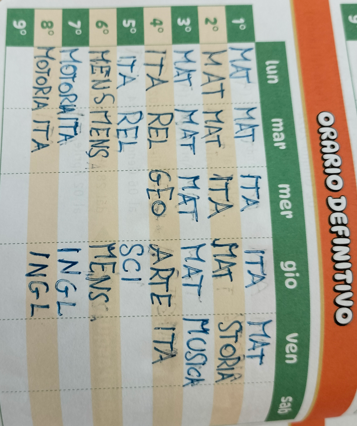 ORARIO DEFINITIVO
lun mar mer gio ven sab
1° MAT MAT ITA ITA MAT
2° MAT MAT ITA MAT STORIA
3° MAT MAT MAT MAT MUSICA
4° ITA REL GEO ARTE ITA
5° ITA REL SCI
6° MENS MENS MENS
7° MOTORIA ITA INGL
8° MOTORIA ITA INGL
9°